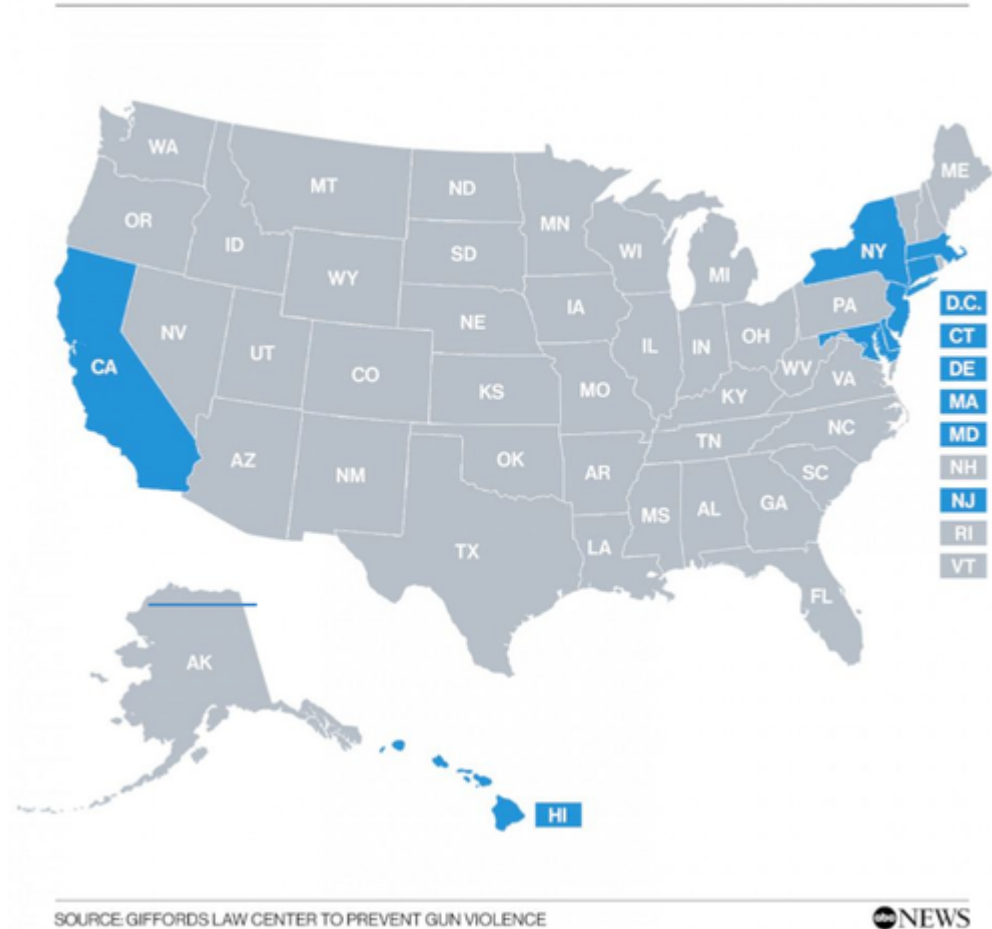 WA
MT
ND
MN
ME
OR
ID
SD
WI
MI
NY
WY
IA
PA
NE
NV
UT
IL
IN
OH
D.C.
CT
DE
MA
MD
NH
NJ
RI
VT
CA
CO
KS
MO
WV
VA
KY
NC
TN
AZ
NM
OK
AR
SC
MS
AL
GA
TX
LA
FL
AK
HI
SOURCE: GIFFORDS LAW CENTER TO PREVENT GUN VIOLENCE
abc NEWS